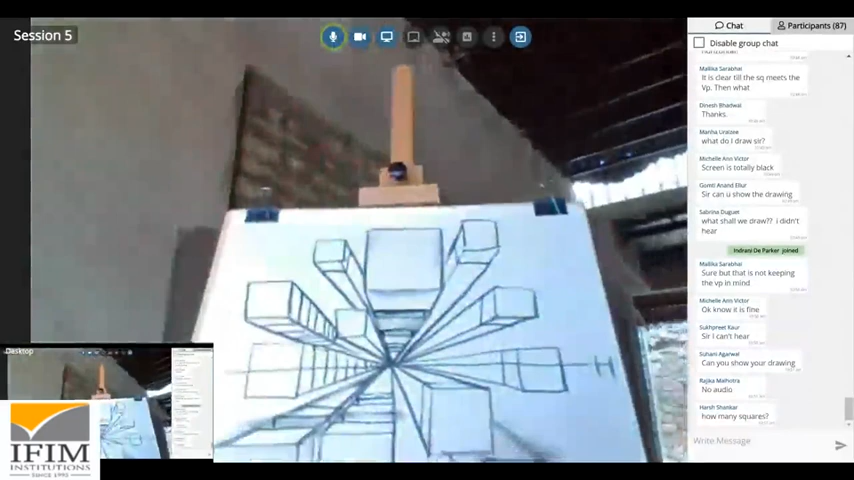 Session 5
Chat
Participants (87)
Disable group chat
Mallika Sarabhai
It is clear till the sq meets the
Vp. Then what
Dinesh Bhadwal
Thanks.
Manha Uraizee
what do I draw sir?
Michelle Ann Victor
Screen is totally black
Gomti Anand Ellur
Sir can u show the drawing
Sabrina Duguet
what shall we draw?? i didn't
hear
Indrani De Parker joined
Mallika Sarabhai
Sure but that is not keeping
the vp in mind
Michelle Ann Victor
Ok know it is fine
Sukhpreet Kaur
Sir I can't hear
Suhani Agarwal
Can you show your drawing
Rajika Malhotra
No audio
Harsh Shankar
how many squares?
Write Message
H
Desktop
IFIM
INSTITUTIONS
SINCE 1995